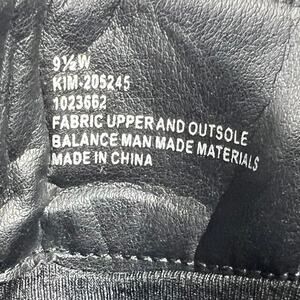 9½W
KIM-205245
1023662
FABRIC UPPER AND OUTSOLE
BALANCE MAN MADE MATERIALS
MADE IN CHINA